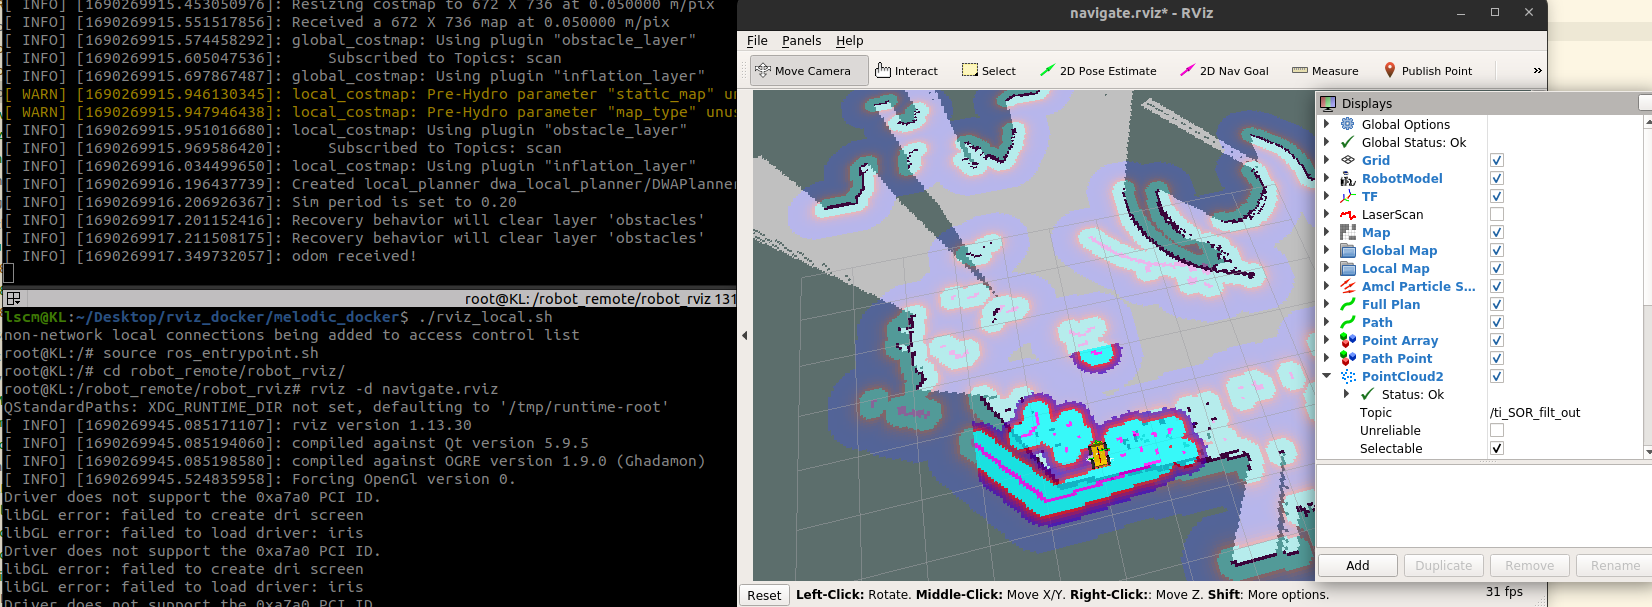 [ INFO] [1690269915.453050976]: Resizing costmap to 672 X 736 at 0.050000 m/pix
[ INFO] [1690269915.551517856]: Received a 672 X 736 map at 0.050000 m/pix
[ INFO] [1690269915.574458292]: global_costmap: Using plugin "obstacle_layer"
[ INFO] [1690269915.605047536]:     Subscribed to Topics: scan
[ INFO] [1690269915.697867487]: global_costmap: Using plugin "inflation_layer"
[ WARN] [1690269915.946130345]: local_costmap: Pre-Hydro parameter "static_map" un
[ WARN] [1690269915.947946438]: local_costmap: Pre-Hydro parameter "map_type" unus
[ INFO] [1690269915.951016680]: local_costmap: Using plugin "obstacle_layer"
[ INFO] [1690269915.969586420]:     Subscribed to Topics: scan
[ INFO] [1690269916.034499650]: local_costmap: Using plugin "inflation_layer"
[ INFO] [1690269916.196437739]: Created local_planner dwa_local_planner/DWAPlanner
[ INFO] [1690269916.206926367]: Sim period is set to 0.20
[ INFO] [1690269917.201152416]: Recovery behavior will clear layer 'obstacles'
[ INFO] [1690269917.211508175]: Recovery behavior will clear layer 'obstacles'
[ INFO] [1690269917.349732057]: odom received!
root@KL: /robot_remote/robot_rviz 131
lscm@KL:~/Desktop/rviz_docker/melodic_docker$ ./rviz_local.sh
non-network local connections being added to access control list
root@KL:/# source ros_entrypoint.sh
root@KL:/# cd robot_remote/robot_rviz/
root@KL:/robot_remote/robot_rviz# rviz -d navigate.rviz
QStandardPaths: XDG_RUNTIME_DIR not set, defaulting to '/tmp/runtime-root'
[ INFO] [1690269945.085171107]: rviz version 1.13.30
[ INFO] [1690269945.085194060]: compiled against Qt version 5.9.5
[ INFO] [1690269945.085198580]: compiled against OGRE version 1.9.0 (Ghadamon)
[ INFO] [1690269945.524835958]: Forcing OpenGl version 0.
Driver does not support the 0xa7a0 PCI ID.
libGL error: failed to create dri screen
libGL error: failed to load driver: iris
Driver does not support the 0xa7a0 PCI ID.
libGL error: failed to create dri screen
libGL error: failed to load driver: iris
Driver does not support the 0xa7a0 PCI ID.
navigate.rviz* - RViz
File Panels Help
Move Camera Interact Select 2D Pose Estimate 2D Nav Goal Measure Publish Point »
Displays
Global Options
Global Status: Ok
Grid
RobotModel
TF
LaserScan
Map
Global Map
Local Map
Amcl Particle S...
Full Plan
Path
Point Array
Path Point
PointCloud2
Status: Ok
Topic /ti_SOR_filt_out
Unreliable
Selectable
Add Duplicate Remove Rename
Reset Left-Click: Rotate. Middle-Click: Move X/Y. Right-Click:: Move Z. Shift: More options. 31 fps